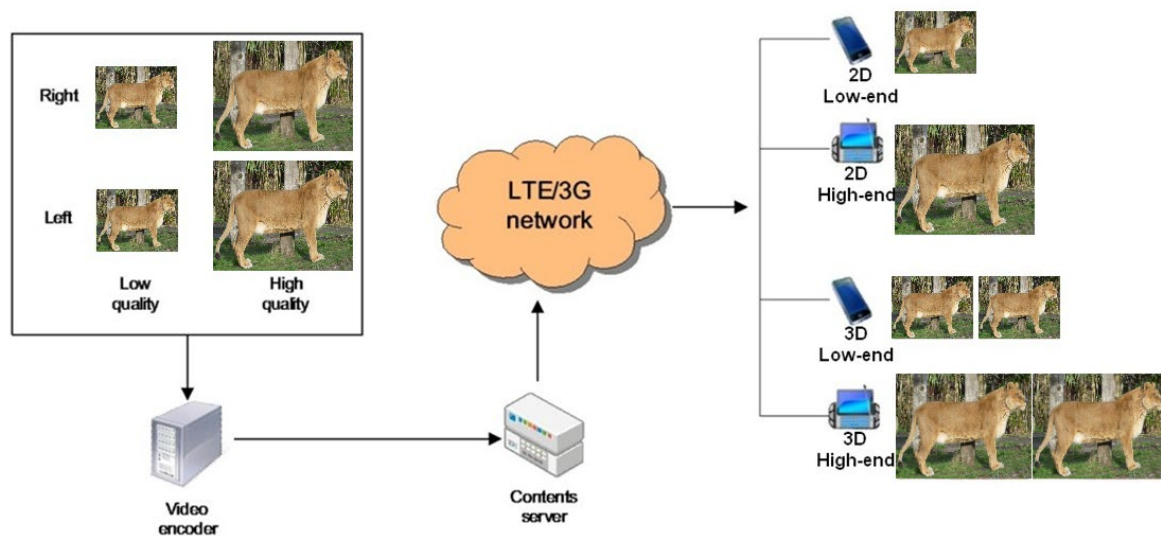 Right
Left
Low
quality
High
quality
Video
encoder
Contents
server
LTE/3G
network
2D
Low-end
2D
High-end
3D
Low-end
3D
High-end